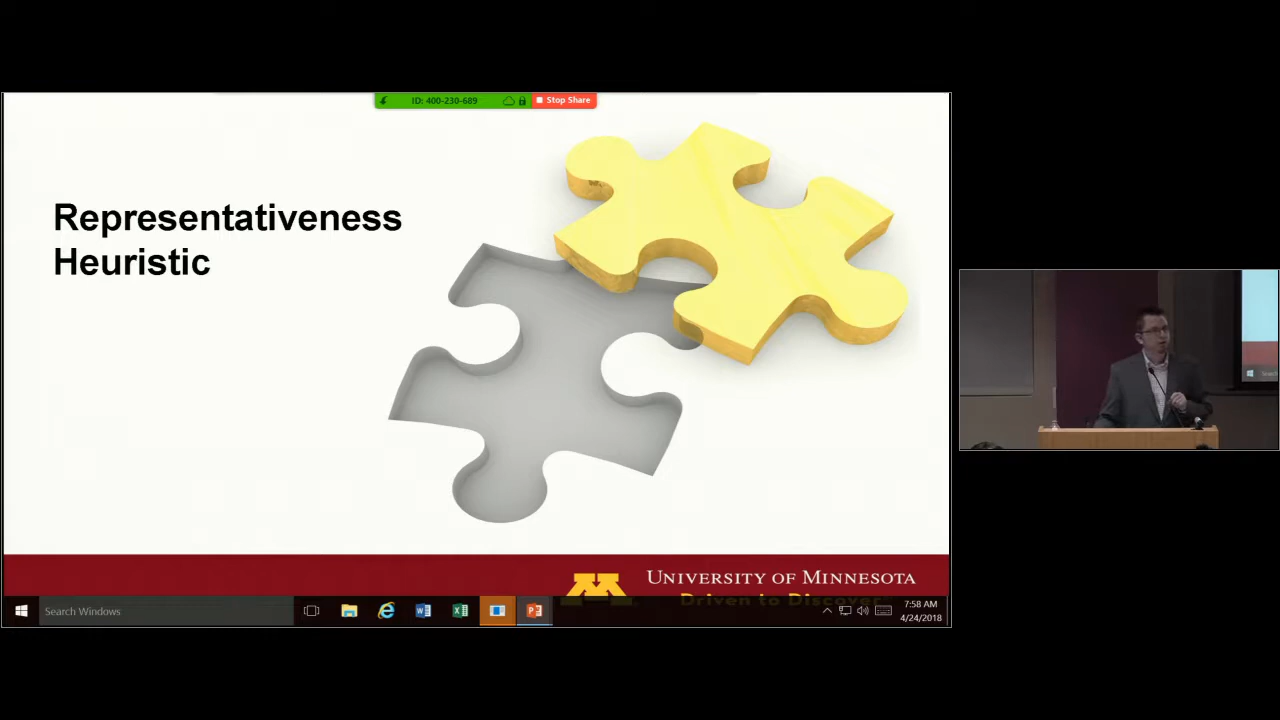 ID: 400-230-689
Stop Share
Representativeness
Heuristic
UNIVERSITY OF MINNESOTA
Driven to Discover
Search Windows
7:58 AM
4/24/2018